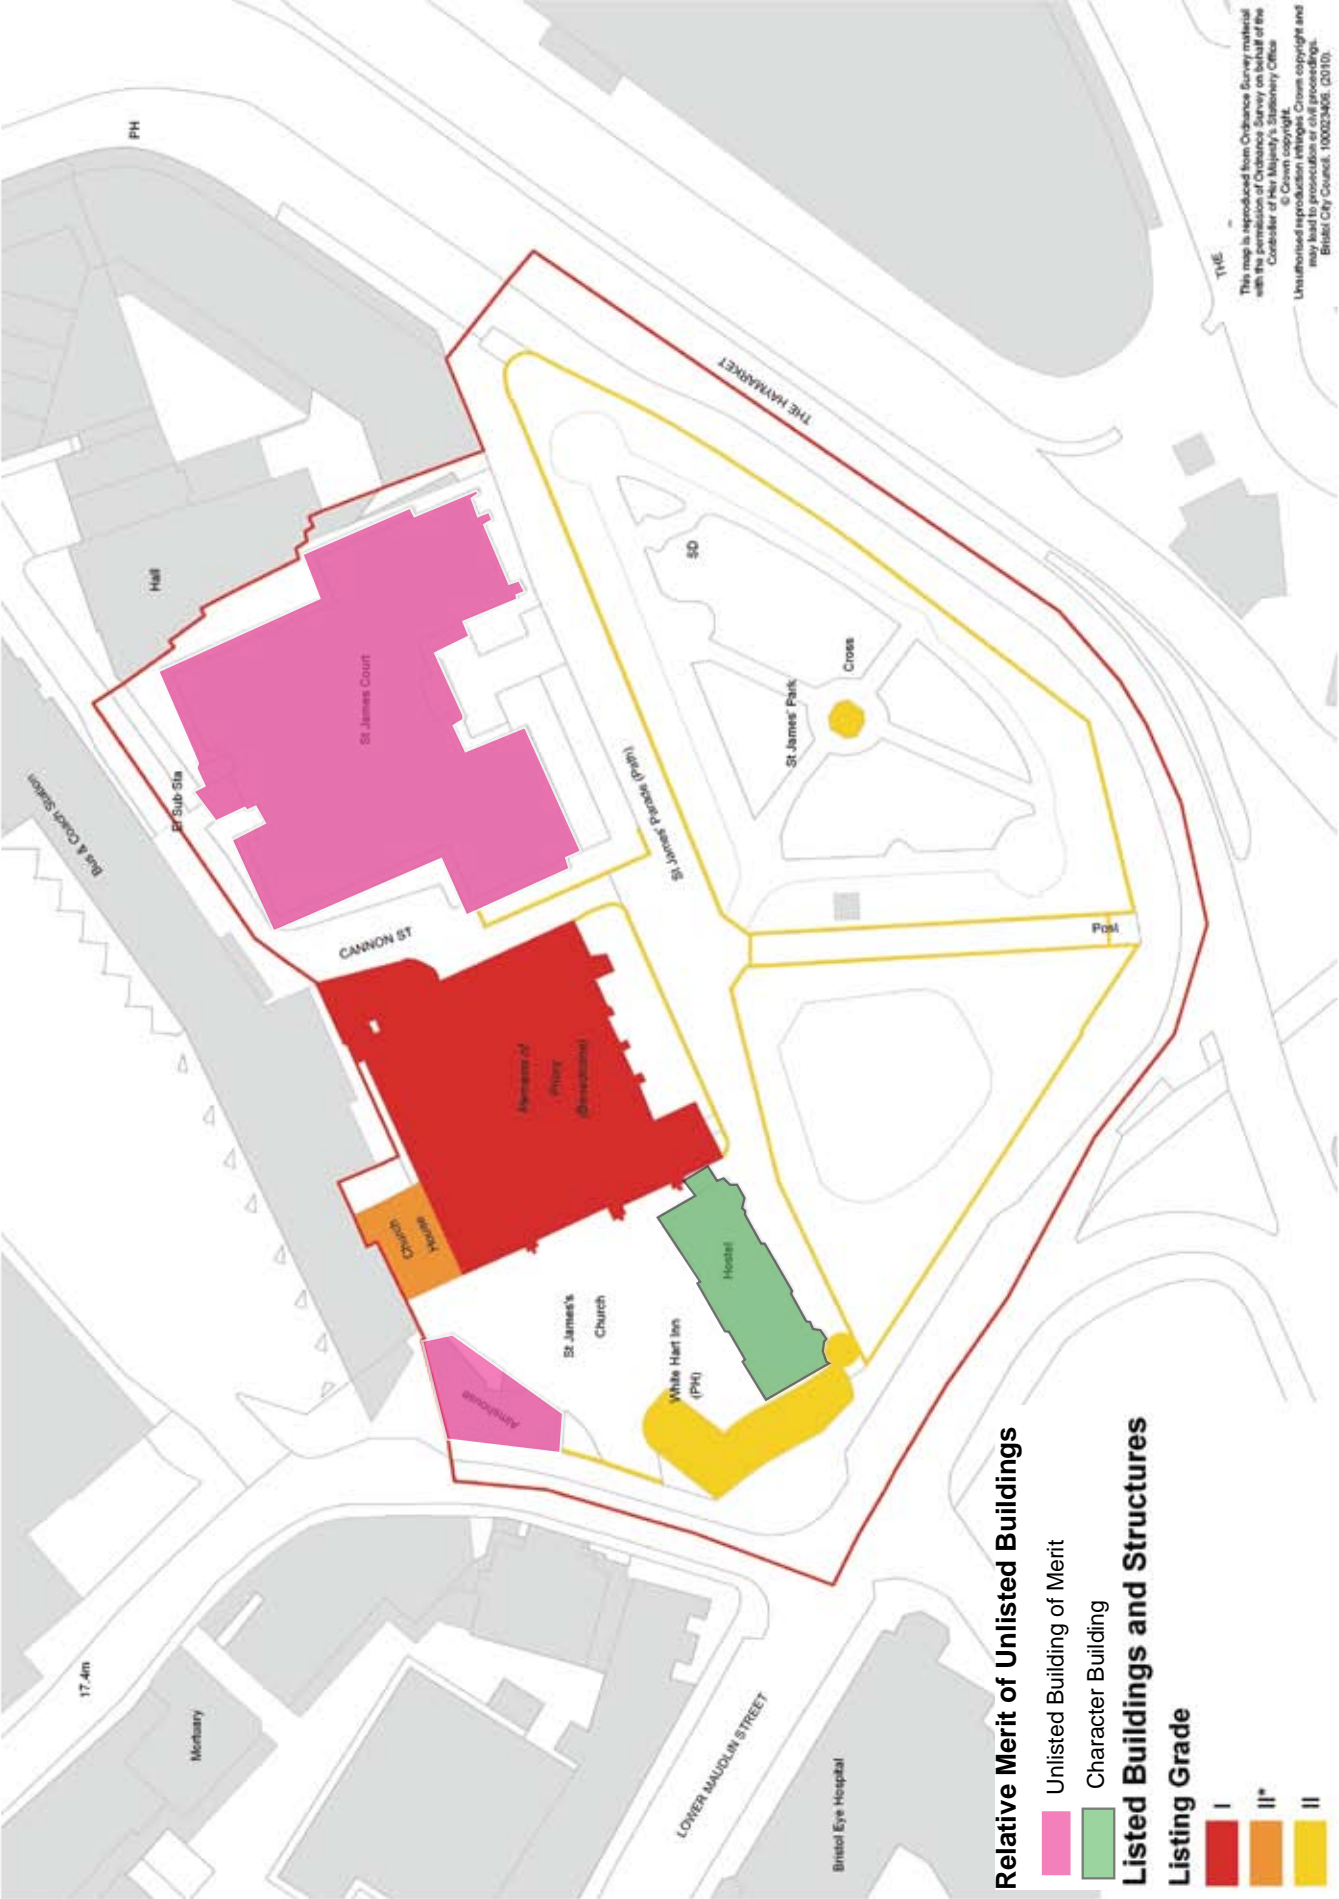 PH
Hall
Bus & Coach Station
El Sub Sta
St James Court
CANNON ST
THE HAYMARKET
THE
SD
Cross
St James' Park
St James' Parade (Path)
Post
Remains of
Priory
(Benedictine)
Church
House
St James's
Church
Hostel
White Hart Inn
(PH)
Almshouse
17.4m
Mortuary
LOWER MAUDLIN STREET
Bristol Eye Hospital
Relative Merit of Unlisted Buildings
Unlisted Building of Merit
Character Building
Listed Buildings and Structures
Listing Grade
I
II*
II
This map is reproduced from Ordnance Survey material
with the permission of Ordnance Survey on behalf of the
Controller of Her Majesty's Stationery Office
© Crown copyright.
Unauthorised reproduction infringes Crown copyright and
may lead to prosecution or civil proceedings.
Bristol City Council. 100023406. (2010).